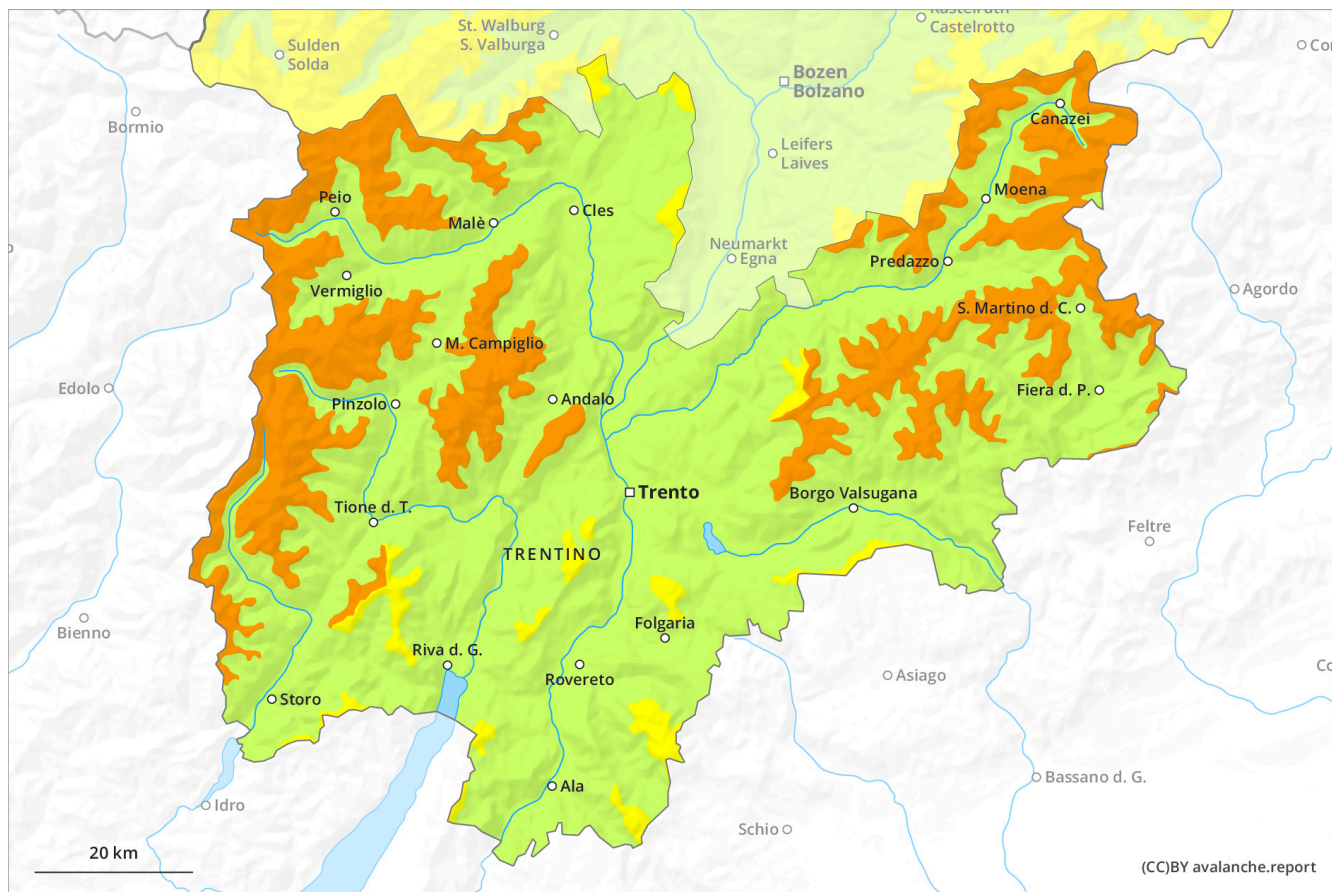 St. Walburg
S. Valburga
Castelrotto
Sulden
Solda
Bozen
Bolzano
Bormio
Canazei
Leifers
Laives
Peio
Moena
Malè
Cles
Neumarkt
Egna
Predazzo
Vermiglio
Agordo
S. Martino d. C.
M. Campiglio
Edolo
Fiera d. P.
Pinzolo
Andalo
Trento
Borgo Valsugana
Tione d. T.
Feltre
TRENTINO
Bienno
Folgaria
Riva d. G.
Rovereto
Asiago
Storo
Bassano d. G.
Ala
Idro
Schio
20 km
(CC)BY avalanche.report